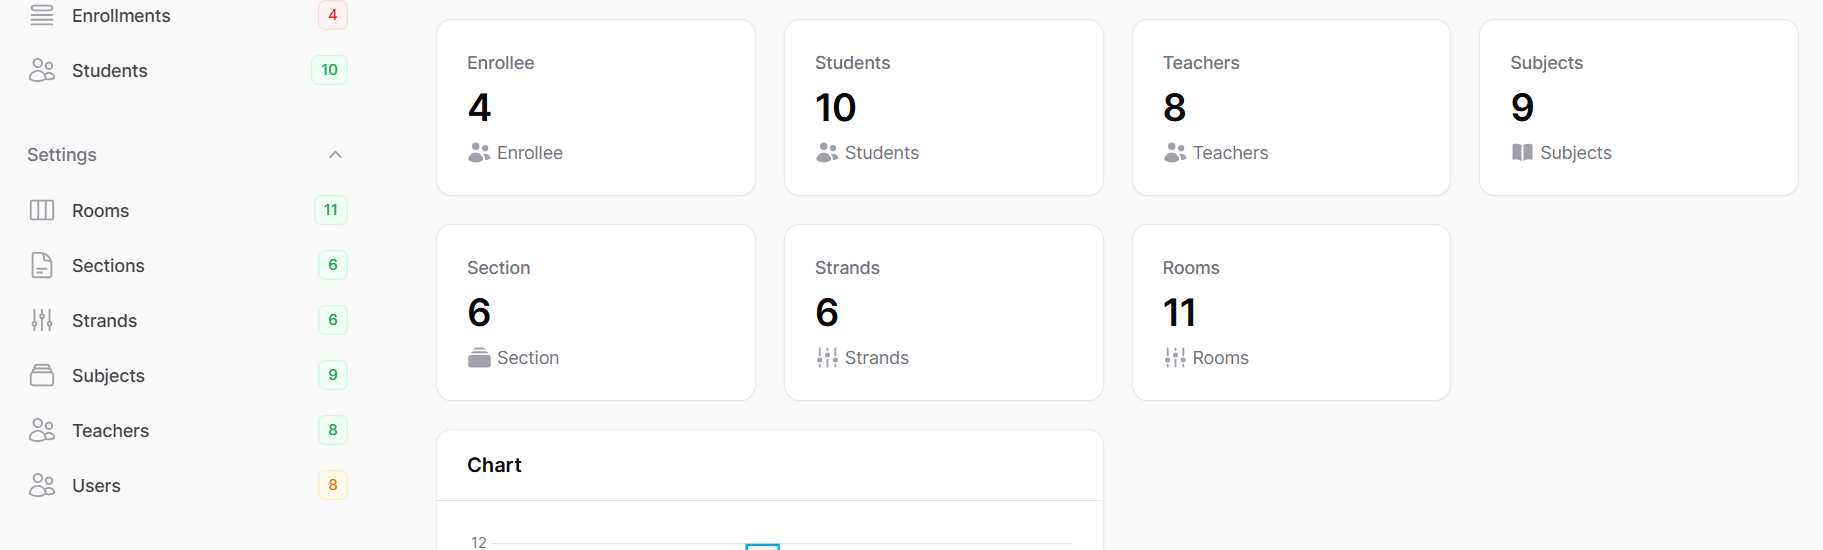 Enrollments 4
Students 10
Settings
Rooms 11
Sections 6
Strands 6
Subjects 9
Teachers 8
Users 8
Enrollee
4
Enrollee
Students
10
Students
Teachers
8
Teachers
Subjects
9
Subjects
Section
6
Section
Strands
6
Strands
Rooms
11
Rooms
Chart
12